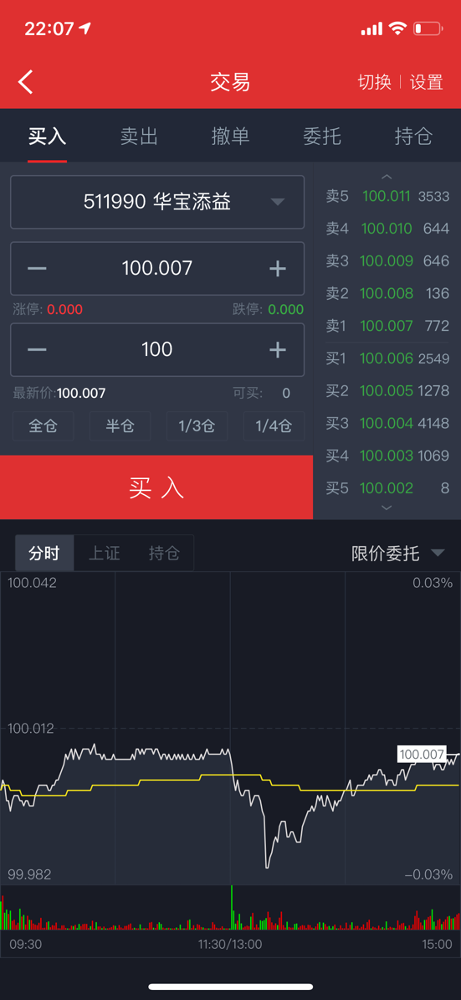 22:07
交易
切换 设置
买入 卖出 撤单 委托 持仓
511990 华宝添益
100.007
涨停: 0.000 跌停: 0.000
100
最新价:100.007 可买: 0
全仓 半仓 1/3仓 1/4仓
买入
卖5 100.011 3533
卖4 100.010 644
卖3 100.009 646
卖2 100.008 136
卖1 100.007 772
买1 100.006 2549
买2 100.005 1278
买3 100.004 4148
买4 100.003 1069
买5 100.002 8
分时 上证 持仓 限价委托
100.042 0.03%
100.012
100.007
99.982 -0.03%
09:30 11:30/13:00 15:00